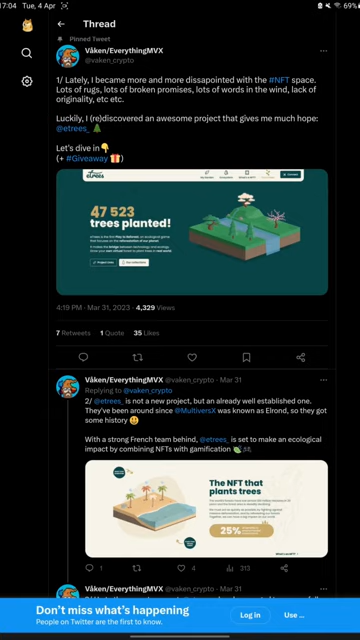 17:04 Tue, 4 Apr
69%
Thread
Pinned Tweet
Våken/EverythingMVX
@vaken_crypto
1/ Lately, I became more and more dissapointed with the #NFT space.
Lots of rugs, lots of broken promises, lots of words in the wind, lack of
originality, etc etc.
Luckily, I (re)discovered an awesome project that gives me much hope:
@etrees_ 🌲
Let's dive in👇
(+ #Giveaway 🎁)
etrees
47 523
trees planted!
4:19 PM · Mar 31, 2023 · 4,329 Views
7 Retweets 1 Quote 35 Likes
Våken/EverythingMVX @vaken_crypto · Mar 31
Replying to @vaken_crypto
2/ @etrees_ is not a new project, but an already well established one.
They've been around since @MultiversX was known as Elrond, so they got
some history 😃
With a strong French team behind, @etrees_ is set to make an ecological
impact by combining NFTs with gamification 🍃🎮
The NFT that
plants trees
25%
1 4 313
Våken/EverythingMVX @vaken_crypto · Mar 31
Don't miss what's happening
People on Twitter are the first to know.
Log in
Use ...